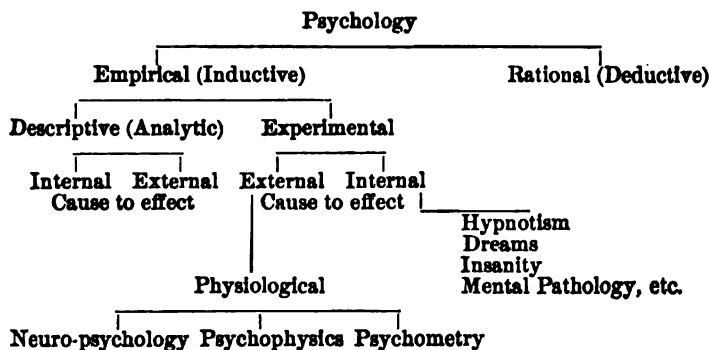 Psychology
Empirical (Inductive) Rational (Deductive)
Descriptive (Analytic) Experimental
Internal External External Internal
Cause to effect Cause to effect
Hypnotism
Dreams
Insanity
Physiological Mental Pathology, etc.
Neuro-psychology Psychophysics Psychometry